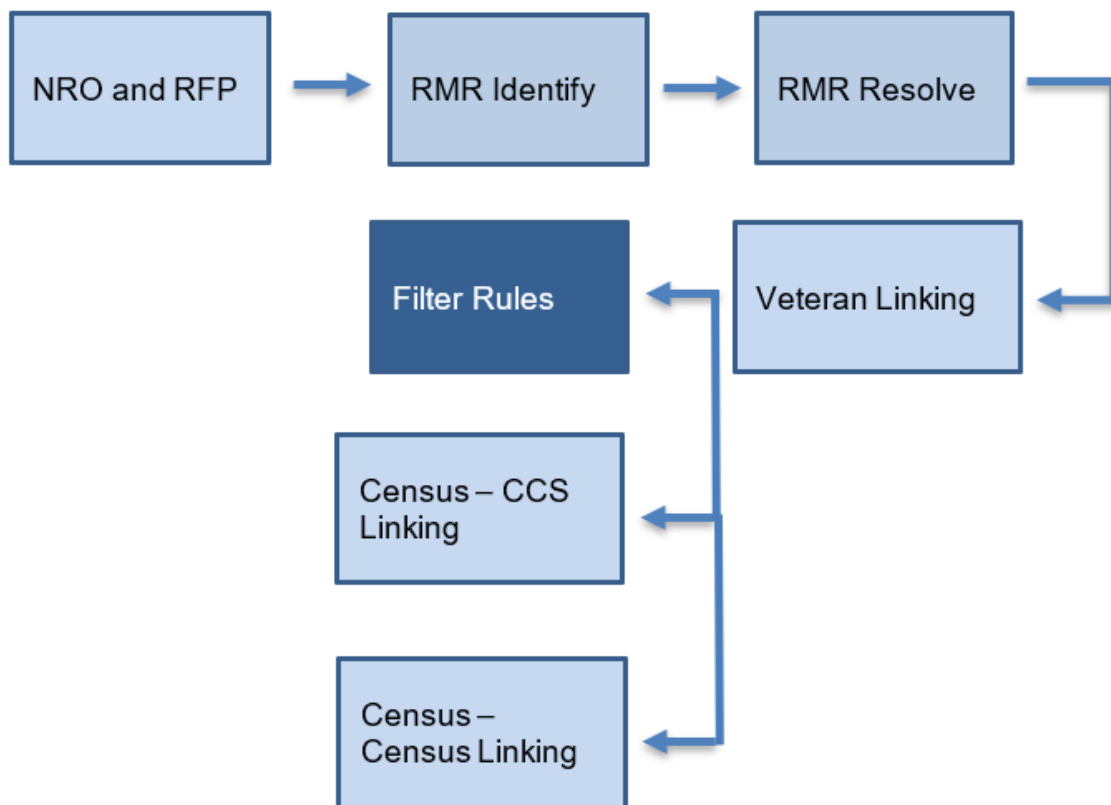 NRO and RFP
RMR Identify
RMR Resolve
Filter Rules
Veteran Linking
Census – CCS
Linking
Census –
Census Linking